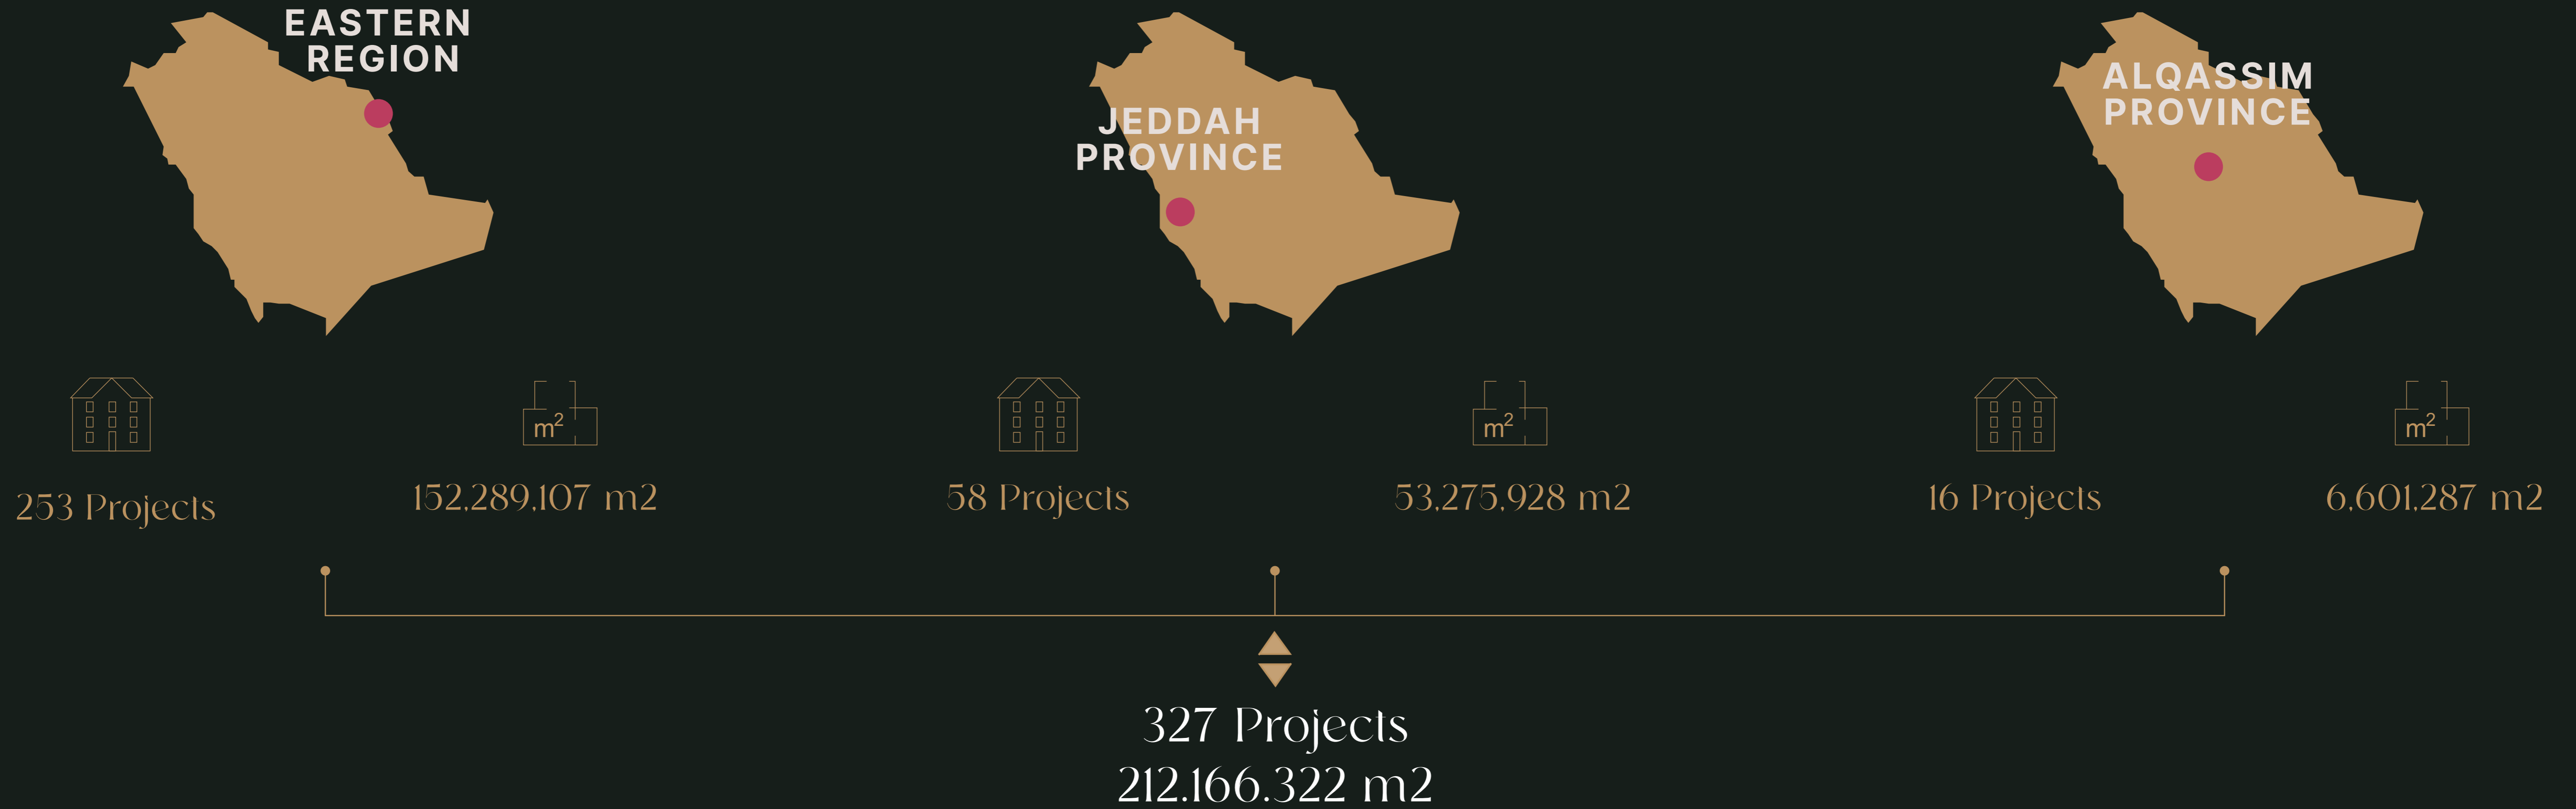 EASTERN
REGION
JEDDAH
PROVINCE
ALQASSIM
PROVINCE
m²
m²
m²
253 Projects
152,289,107 m2
58 Projects
53,275,928 m2
16 Projects
6,601,287 m2
327 Projects
212.166.322 m2